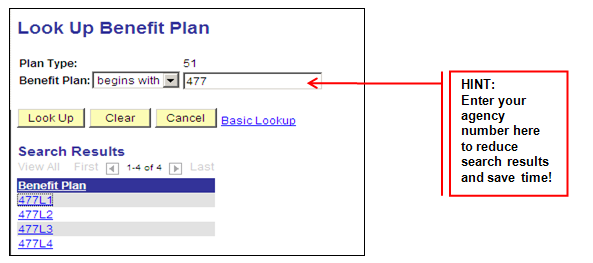 Look Up Benefit Plan
Plan Type: 51
Benefit Plan: begins with 477
Look Up Clear Cancel Basic Lookup
Search Results
View All First 1-4 of 4 Last
Benefit Plan
477L1
477L2
477L3
477L4
HINT:
Enter your
agency
number here
to reduce
search results
and save time!